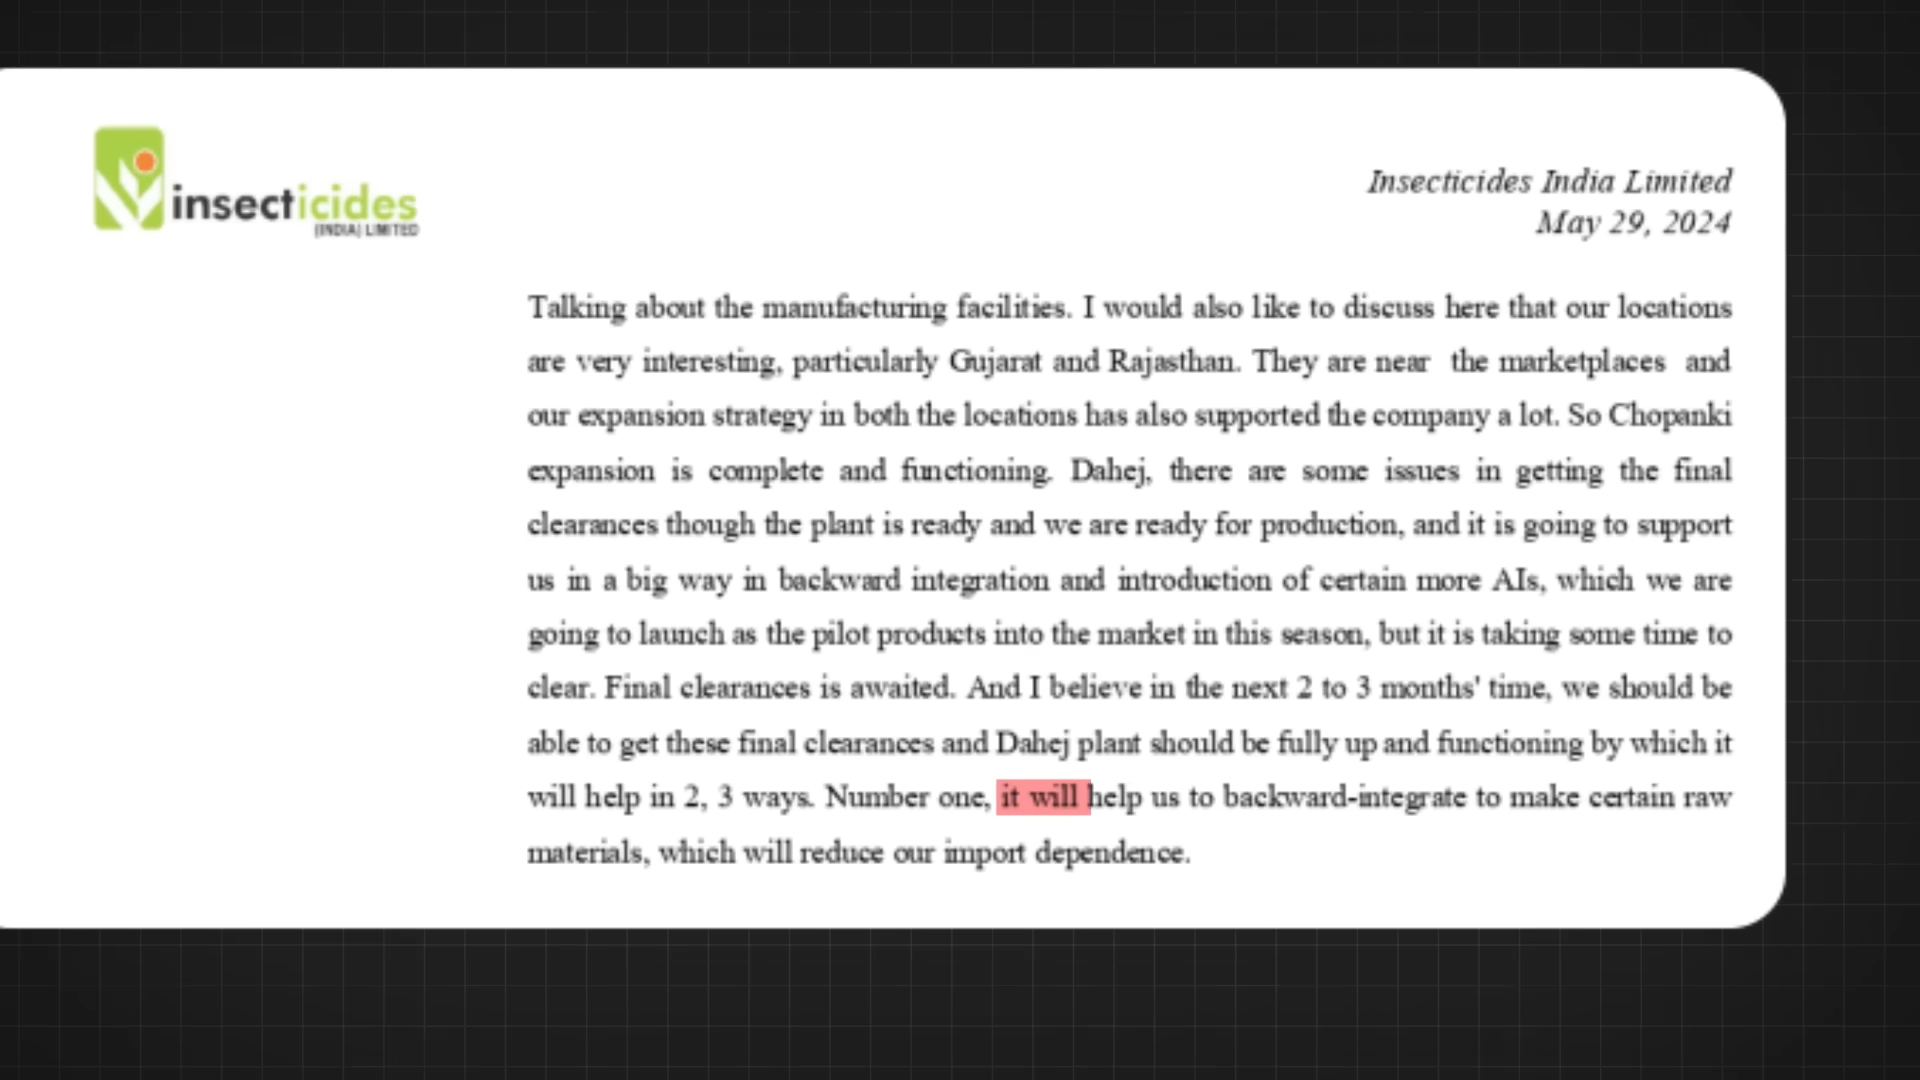 insecticides
(INDIA) LIMITED
Insecticides India Limited
May 29, 2024
Talking about the manufacturing facilities. I would also like to discuss here that our locations
are very interesting, particularly Gujarat and Rajasthan. They are near the marketplaces and
our expansion strategy in both the locations has also supported the company a lot. So Chopanki
expansion is complete and functioning. Dahej, there are some issues in getting the final
clearances though the plant is ready and we are ready for production, and it is going to support
us in a big way in backward integration and introduction of certain more AIs, which we are
going to launch as the pilot products into the market in this season, but it is taking some time to
clear. Final clearances is awaited. And I believe in the next 2 to 3 months' time, we should be
able to get these final clearances and Dahej plant should be fully up and functioning by which it
will help in 2, 3 ways. Number one, it will help us to backward-integrate to make certain raw
materials, which will reduce our import dependence.